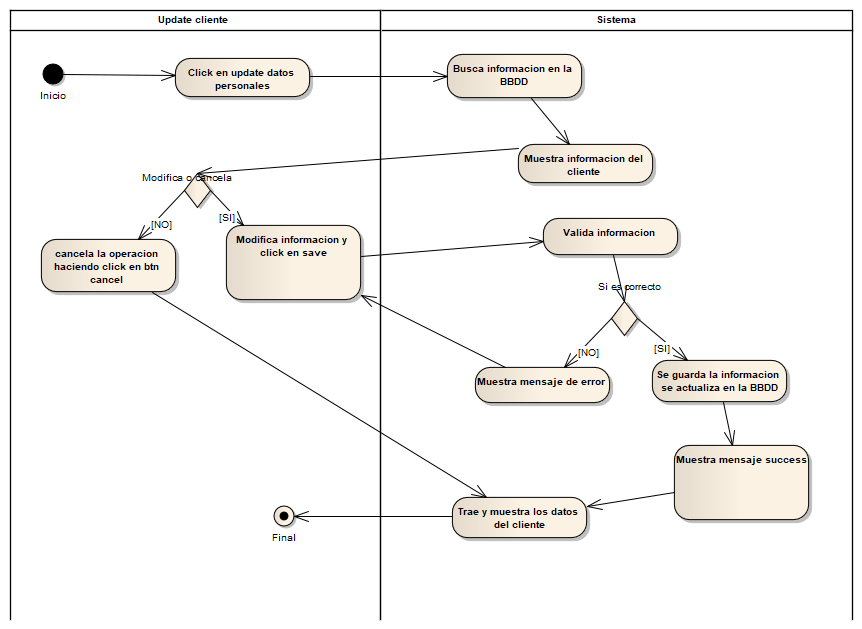 Update cliente
Sistema
Inicio
Click en update datos
personales
Busca informacion en la
BBDD
Muestra informacion del
cliente
Modifica o cancela
[NO]
[SI]
cancela la operacion
haciendo click en btn
cancel
Modifica informacion y
click en save
Valida informacion
Si es correcto
[NO]
[SI]
Muestra mensaje de error
Se guarda la informacion
se actualiza en la BBDD
Muestra mensaje success
Trae y muestra los datos
del cliente
Final